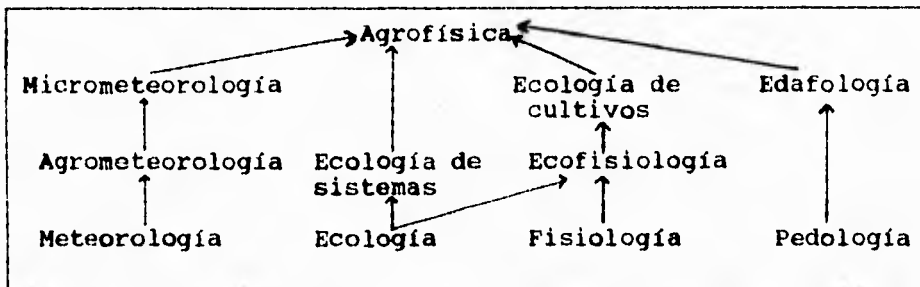 Agrofísica
Micrometeorología Ecología de cultivos Edafología
Agrometeorología Ecología de sistemas Ecofisiología
Meteorología Ecología Fisiología Pedología